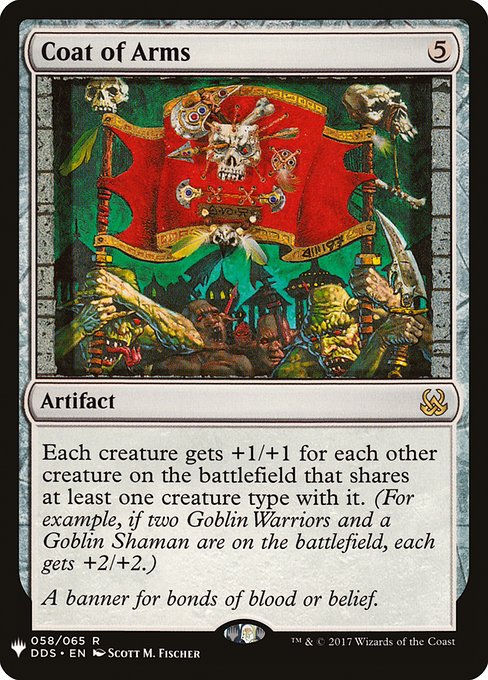 Coat of Arms 5
Artifact
Each creature gets +1/+1 for each other
creature on the battlefield that shares
at least one creature type with it. (For
example, if two Goblin Warriors and a
Goblin Shaman are on the battlefield, each
gets +2/+2.)
A banner for bonds of blood or belief.
058/065 R
DDS • EN Scott M. Fischer
™ & © 2017 Wizards of the Coast